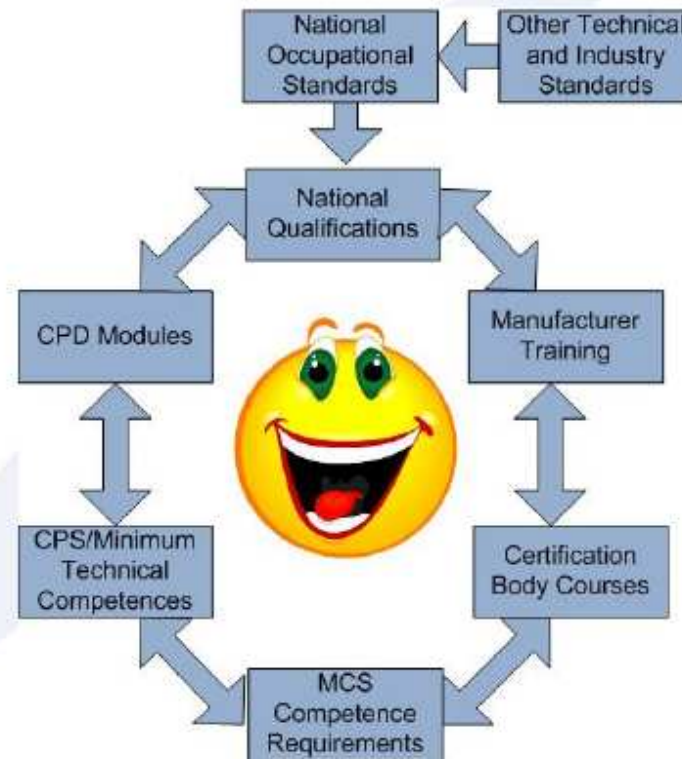 National
Occupational
Standards
Other Technical
and Industry
Standards
National
Qualifications
CPD Modules
Manufacturer
Training
CPS/Minimum
Technical
Competences
Certification
Body Courses
MCS
Competence
Requirements